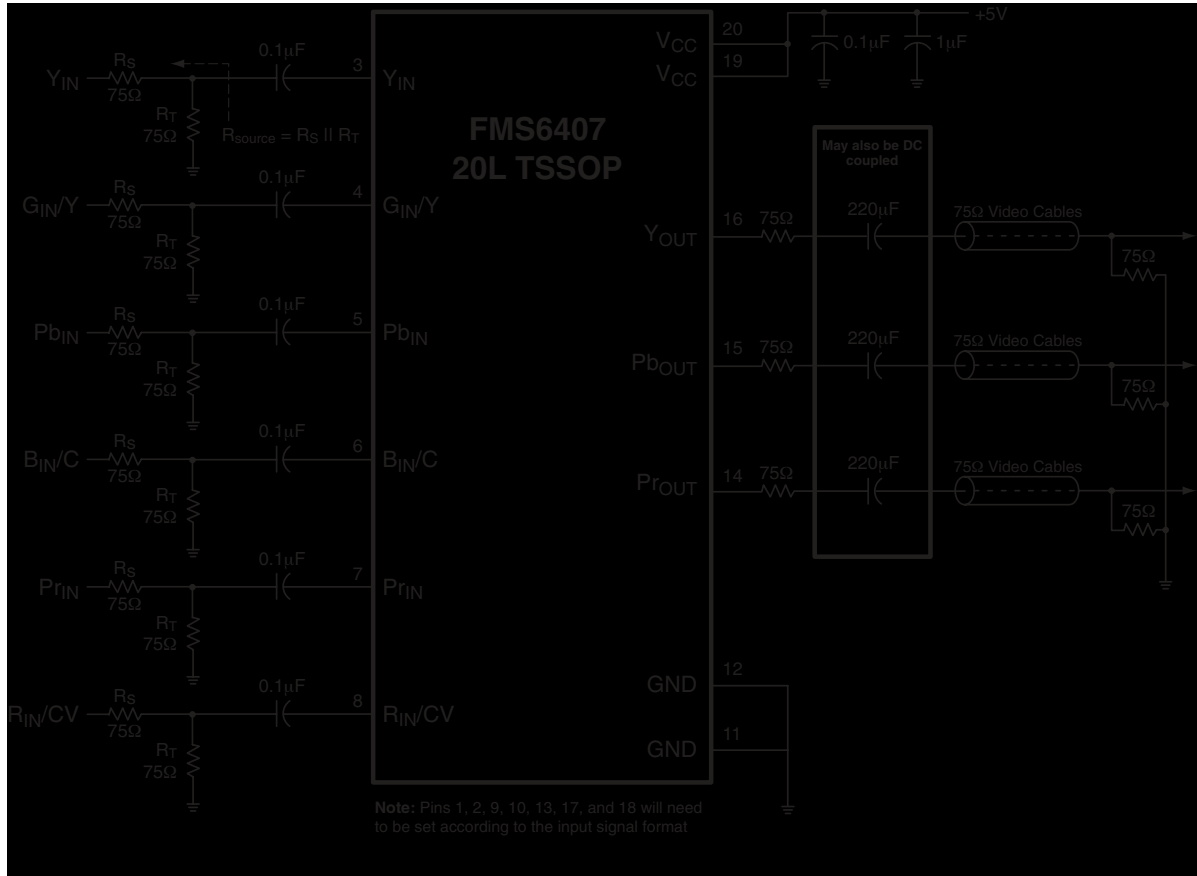 FMS6407
20L TSSOP
YIN
RS
75Ω
0.1μF
3
YIN
RT
75Ω
Rsource = RS || RT
GIN/Y
RS
75Ω
0.1μF
4
GIN/Y
RT
75Ω
PbIN
RS
75Ω
0.1μF
5
PbIN
RT
75Ω
BIN/C
RS
75Ω
0.1μF
6
BIN/C
RT
75Ω
PrIN
RS
75Ω
0.1μF
7
PrIN
RT
75Ω
RIN/CV
RS
75Ω
0.1μF
8
RIN/CV
RT
75Ω
VCC
20
VCC
19
+5V
0.1μF
1μF
May also be DC
coupled
YOUT
16
75Ω
220μF
75Ω Video Cables
75Ω
PbOUT
15
75Ω
220μF
75Ω Video Cables
75Ω
PrOUT
14
75Ω
220μF
75Ω Video Cables
75Ω
GND
12
GND
11
Note: Pins 1, 2, 9, 10, 13, 17, and 18 will need
to be set according to the input signal format